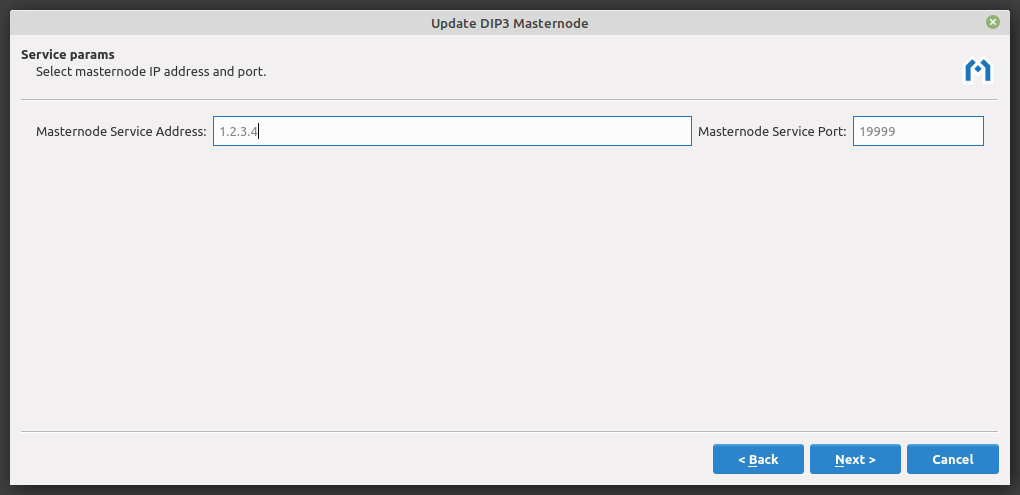 Update DIP3 Masternode
Service params
Select masternode IP address and port.
Masternode Service Address: 1.2.3.4 Masternode Service Port: 19999
< Back Next > Cancel